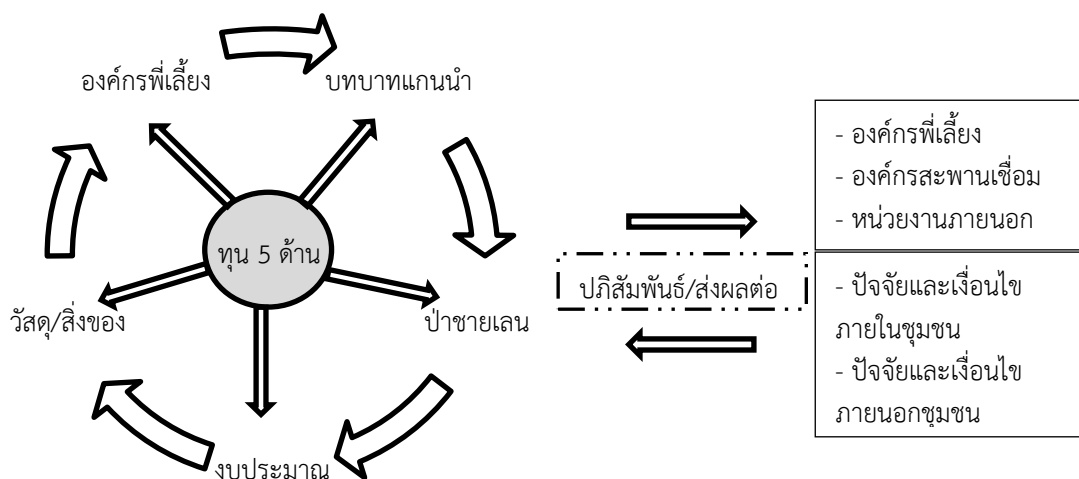 องค์กรพี่เลี้ยง
บทบาทแกนนำ
ทุน 5 ด้าน
วัสดุ/สิ่งของ
ป่าชายเลน
งบประมาณ
ปภิสัมพันธ์/ส่งผลต่อ
- องค์กรพี่เลี้ยง
- องค์กรสะพานเชื่อม
- หน่วยงานภายนอก
- ปัจจัยและเงื่อนไข
ภายในชุมชน
- ปัจจัยและเงื่อนไข
ภายนอกชุมชน